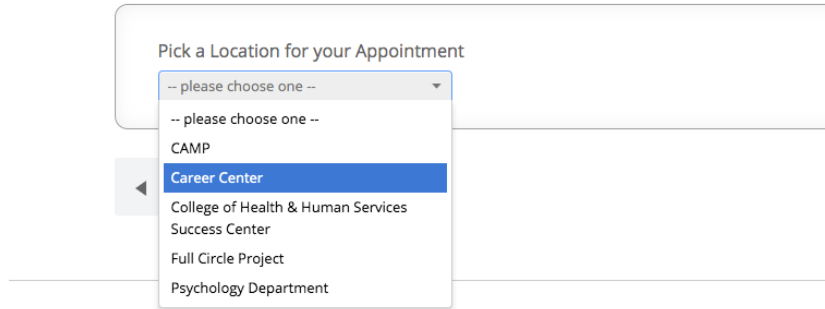 Pick a Location for your Appointment
-- please choose one --
-- please choose one --
CAMP
Career Center
College of Health & Human Services
Success Center
Full Circle Project
Psychology Department